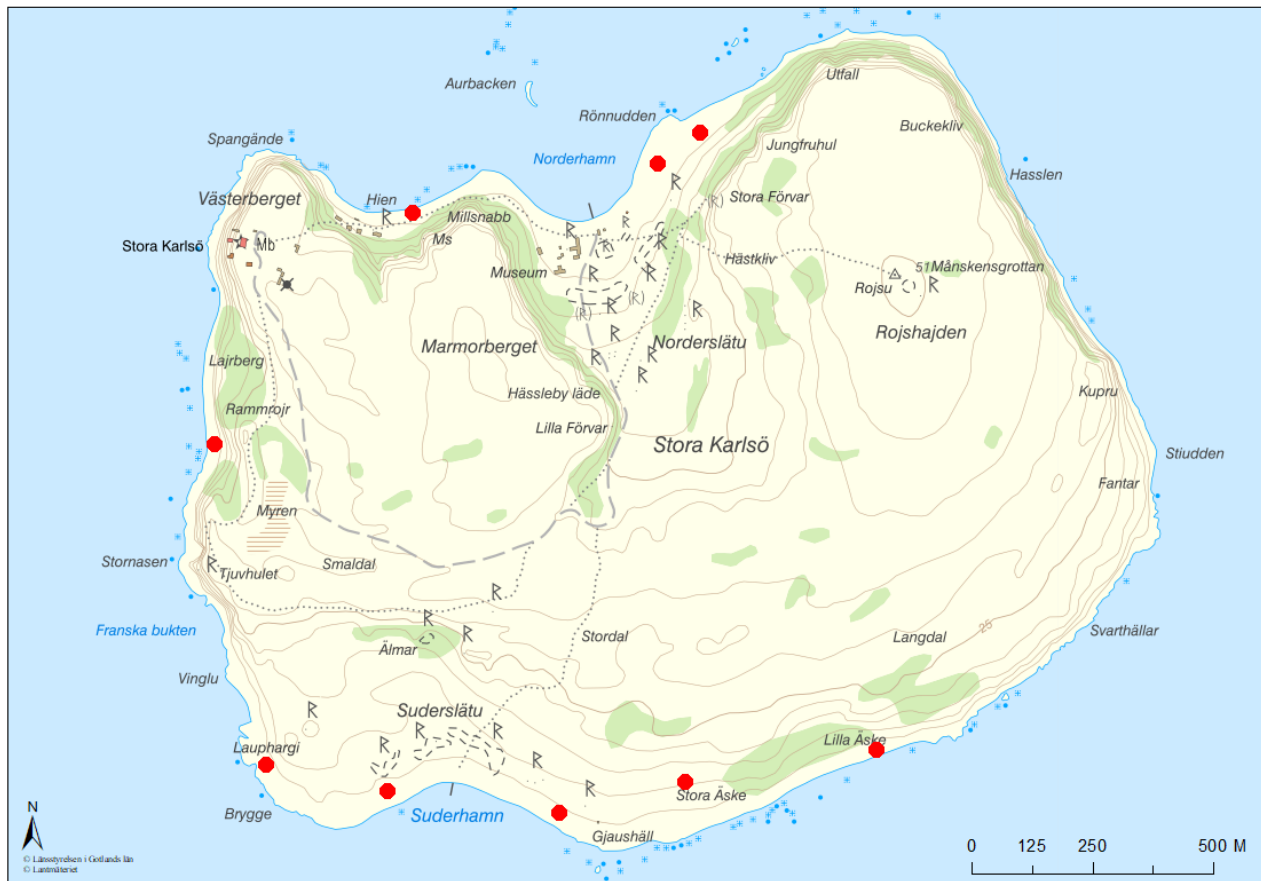 Aurbacken
Utfall
Rönnudden
Buckekliv
Spangände
Jungfruhul
Norderhamn
Hasslen
Västerberget
Hien
Stora Förvar
Millsnabb
(R)
Stora Karlsö
Mb
Ms
Museum
Hästkliv
51
Månskensgrottan
Rojsu
(R)
(R)
Rojshajden
Norderslätu
Marmorberget
Lajrberg
Hässleby läde
Kupru
Rammrojr
Lilla Förvar
Stora Karlsö
Stiudden
Fantar
Myren
Stornasen
Tjuvhulet
Smaldal
Franska bukten
25
Svarthällar
Stordal
Langdal
Älmar
Vinglu
Suderslätu
Lauphargi
Lilla Äske
Stora Äske
Brygge
Suderhamn
Gjaushäll
N
0 125 250 500 M
© Länsstyrelsen i Gotlands län
© Lantmäteriet